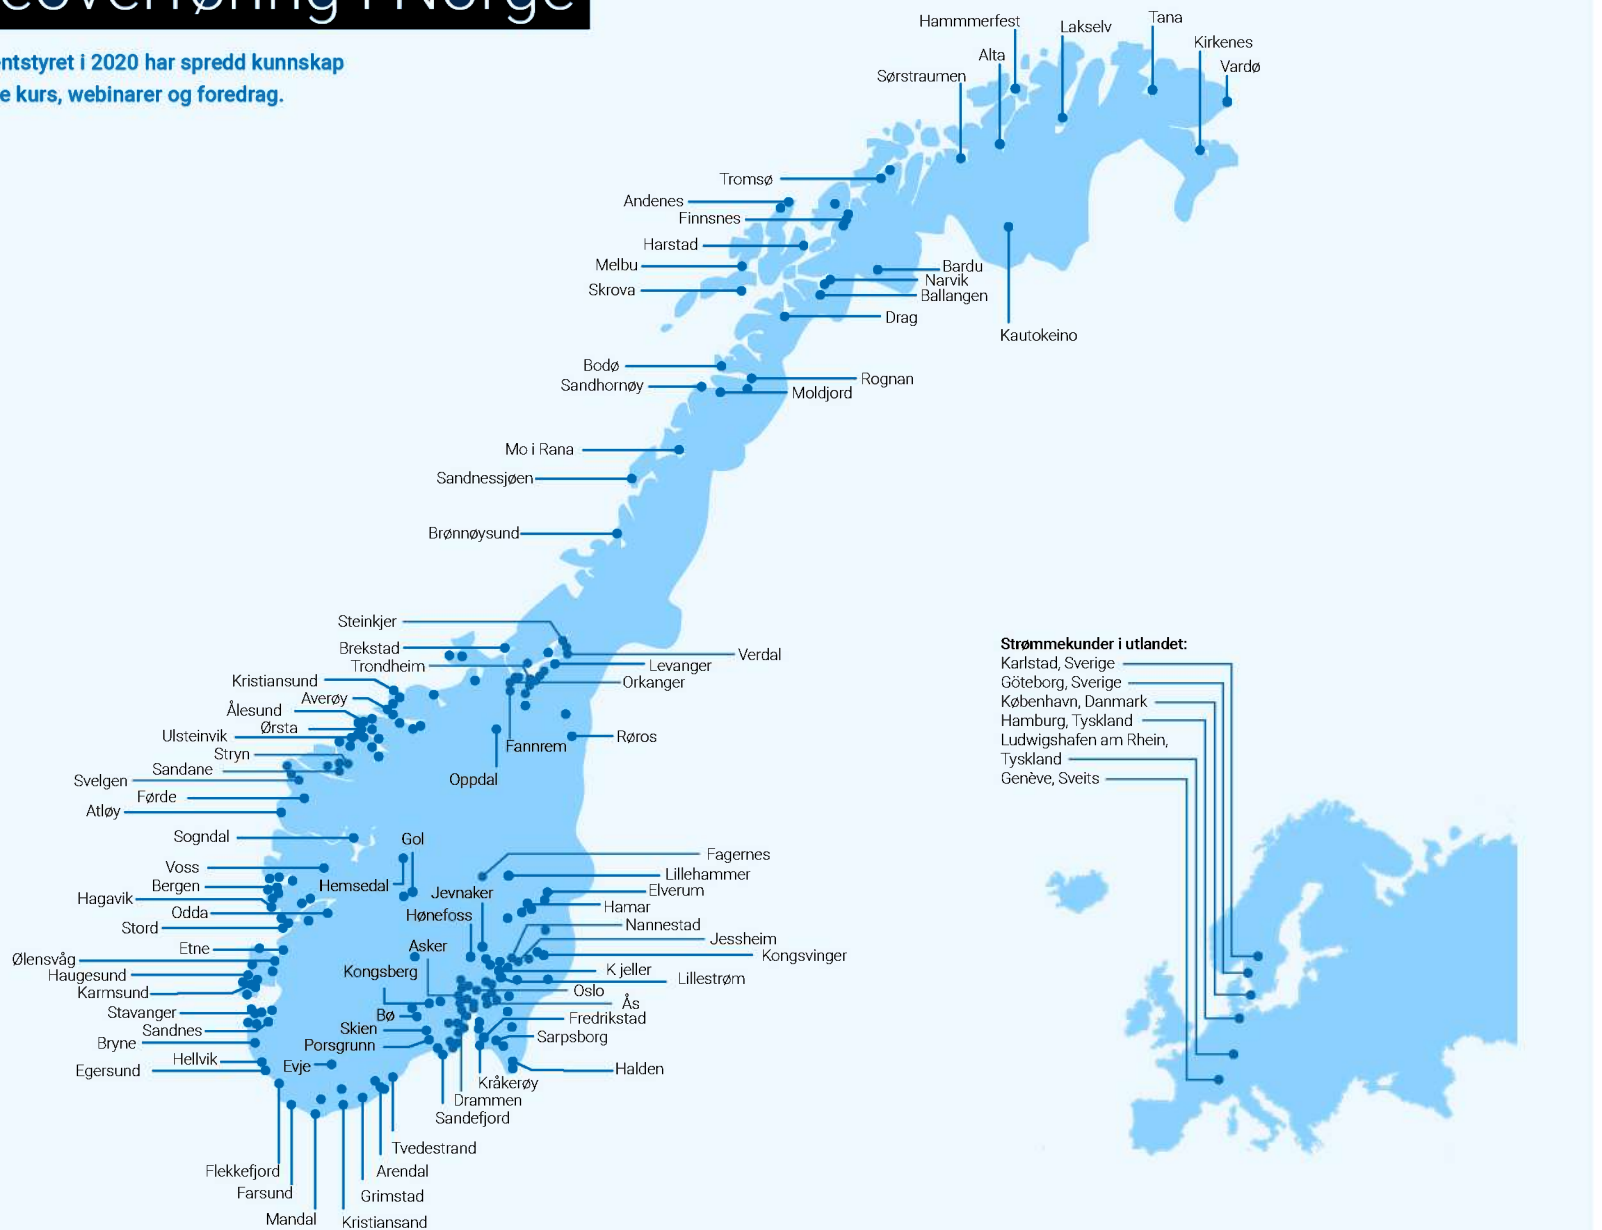 eoverføring i Norge
entstyret i 2020 har spredd kunnskap
e kurs, webinarer og foredrag.
Hammmerfest
Lakselv
Tana
Alta
Kirkenes
Sørstraumen
Vardø
Tromsø
Andenes
Finnsnes
Harstad
Melbu
Bardu
Narvik
Skrova
Ballangen
Drag
Kautokeino
Bodø
Rognan
Sandhornøy
Moldjord
Mo i Rana
Sandnessjøen
Brønnøysund
Steinkjer
Brekstad
Verdal
Trondheim
Levanger
Kristiansund
Orkanger
Averøy
Ålesund
Ørsta
Ulsteinvik
Røros
Fannrem
Stryn
Sandane
Oppdal
Svelgen
Førde
Atløy
Sogndal
Gol
Fagernes
Voss
Lillehammer
Bergen
Hemsedal
Jevnaker
Elverum
Hagavik
Hamar
Odda
Hønefoss
Stord
Nannestad
Etne
Asker
Jessheim
Ølensvåg
Kongsvinger
Haugesund
Kongsberg
K jeller
Lillestrøm
Karmsund
Oslo
Ås
Stavanger
Bø
Fredrikstad
Sandnes
Skien
Sarpsborg
Bryne
Porsgrunn
Hellvik
Evje
Egersund
Halden
Kråkerøy
Drammen
Sandefjord
Tvedestrand
Flekkefjord
Arendal
Farsund
Grimstad
Mandal
Kristiansand
Strømmekunder i utlandet:
Karlstad, Sverige
Göteborg, Sverige
København, Danmark
Hamburg, Tyskland
Ludwigshafen am Rhein,
Tyskland
Genève, Sveits